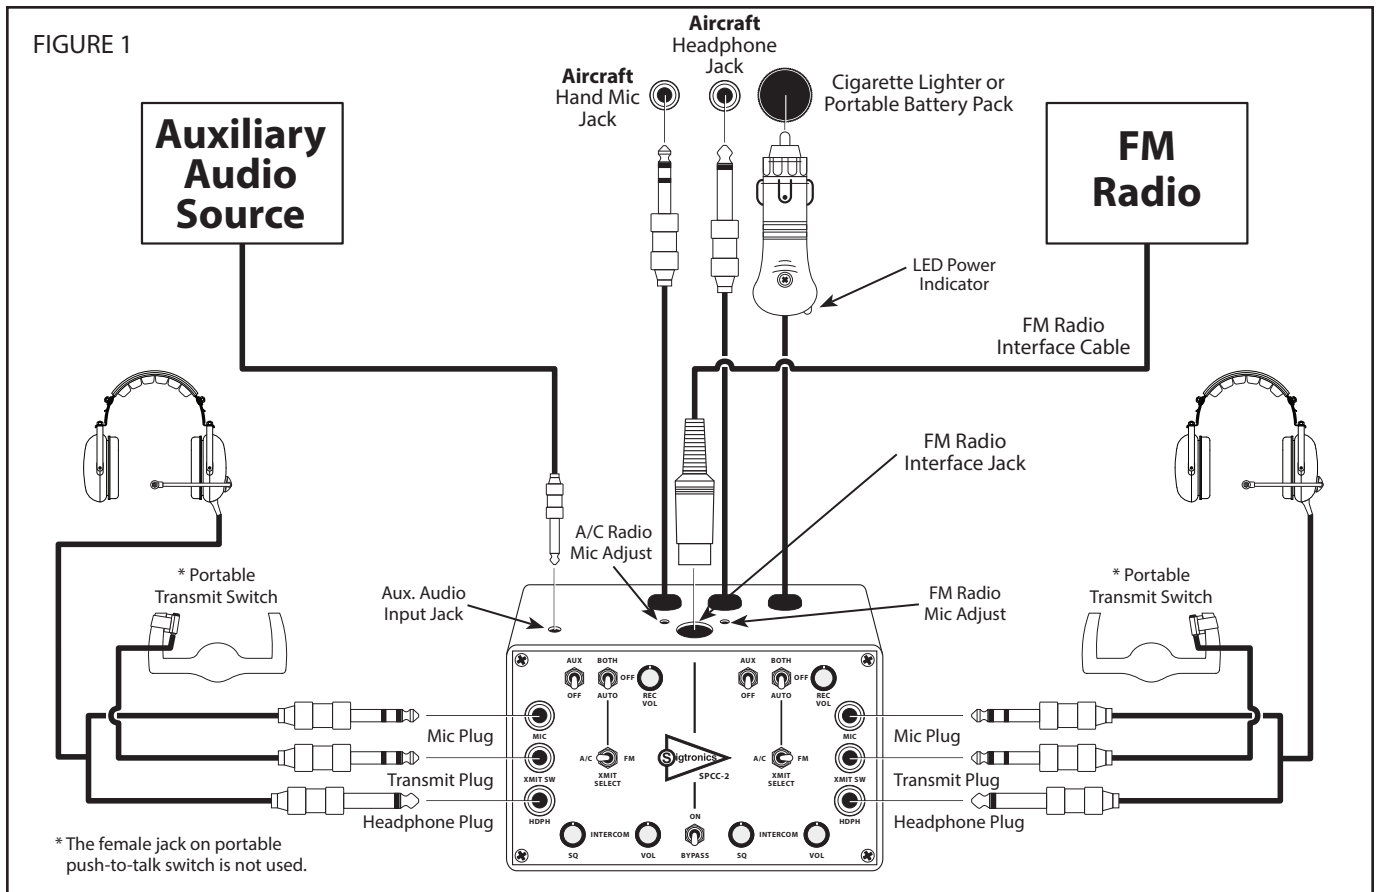 FIGURE 1
Aircraft
Headphone
Jack
Aircraft
Hand Mic
Jack
Cigarette Lighter or
Portable Battery Pack
Auxiliary
Audio
Source
FM
Radio
LED Power
Indicator
FM Radio
Interface Cable
FM Radio
Interface Jack
A/C Radio
Mic Adjust
* Portable
Transmit Switch
Aux. Audio
Input Jack
FM Radio
Mic Adjust
* Portable
Transmit Switch
AUX
OFF
BOTH
OFF
AUTO
REC
VOL
AUX
OFF
BOTH
OFF
AUTO
REC
VOL
Mic Plug
MIC
MIC
Mic Plug
A/C
FM
XMIT
SELECT
Sigtronics
SPCC-2
A/C
FM
XMIT
SELECT
Transmit Plug
XMIT SW
XMIT SW
Transmit Plug
Headphone Plug
HDPH
HDPH
Headphone Plug
ON
BYPASS
INTERCOM
SQ
VOL
INTERCOM
SQ
VOL
* The female jack on portable
push-to-talk switch is not used.